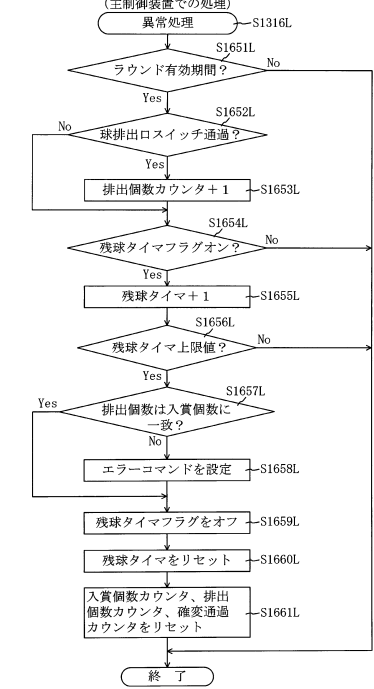 (主制御装置での処理)
異常処理
S1316L
S1651L
ラウンド有効期間？
No
Yes
S1652L
No
球排出口スイッチ通過？
Yes
排出個数カウンタ＋１
S1653L
S1654L
残球タイマフラグオン？
No
Yes
残球タイマ＋１
S1655L
S1656L
残球タイマ上限値？
No
Yes
S1657L
Yes
排出個数は入賞個数に
一致？
No
エラーコマンドを設定
S1658L
残球タイマフラグをオフ
S1659L
残球タイマをリセット
S1660L
入賞個数カウンタ、排出
個数カウンタ、確変通過
カウンタをリセット
S1661L
終　了